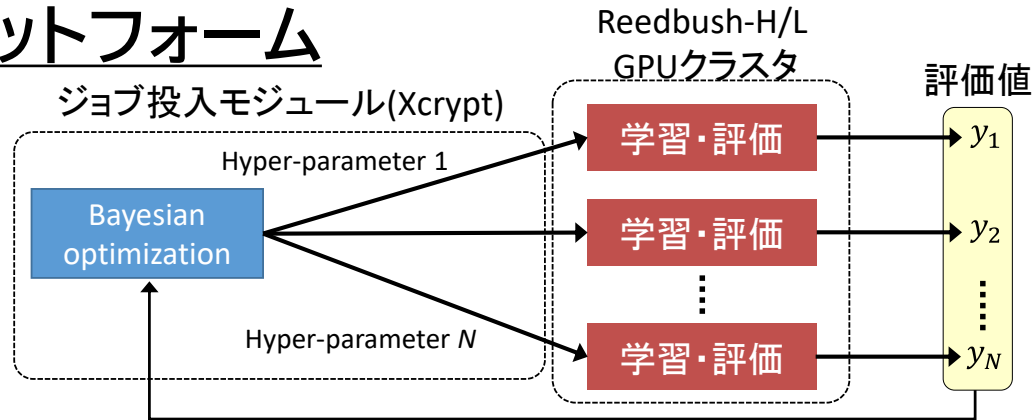 ットフォーム
ジョブ投入モジュール(Xcrypt)
Reedbush-H/L
GPUクラスタ
評価値
Hyper-parameter 1
Bayesian
optimization
Hyper-parameter N
学習・評価
学習・評価
学習・評価
y₁
y₂
y_N